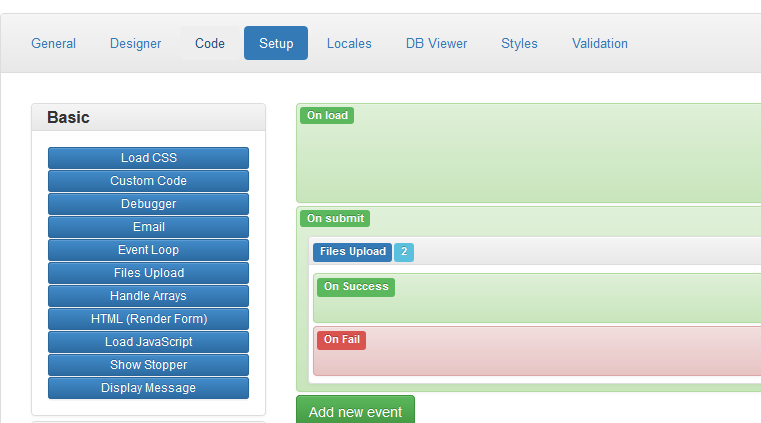 General Designer Code Setup Locales DB Viewer Styles Validation
Basic
Load CSS
Custom Code
Debugger
Email
Event Loop
Files Upload
Handle Arrays
HTML (Render Form)
Load JavaScript
Show Stopper
Display Message
On load
On submit
Files Upload 2
On Success
On Fail
Add new event